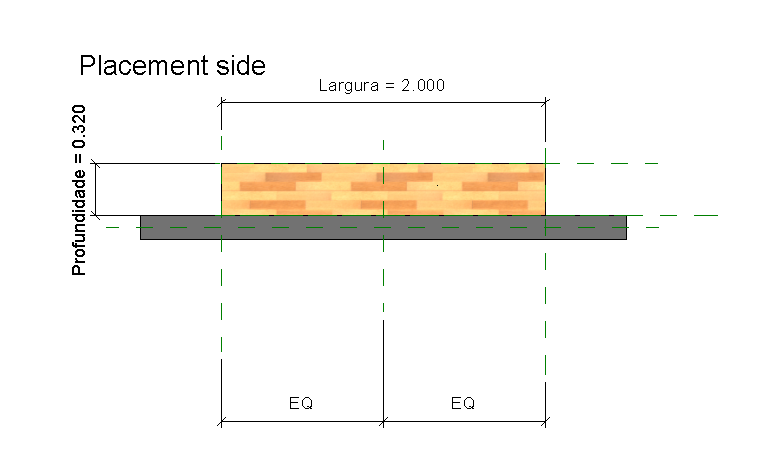 Placement side
Largura = 2.000
Profundidade = 0.320
EQ
EQ